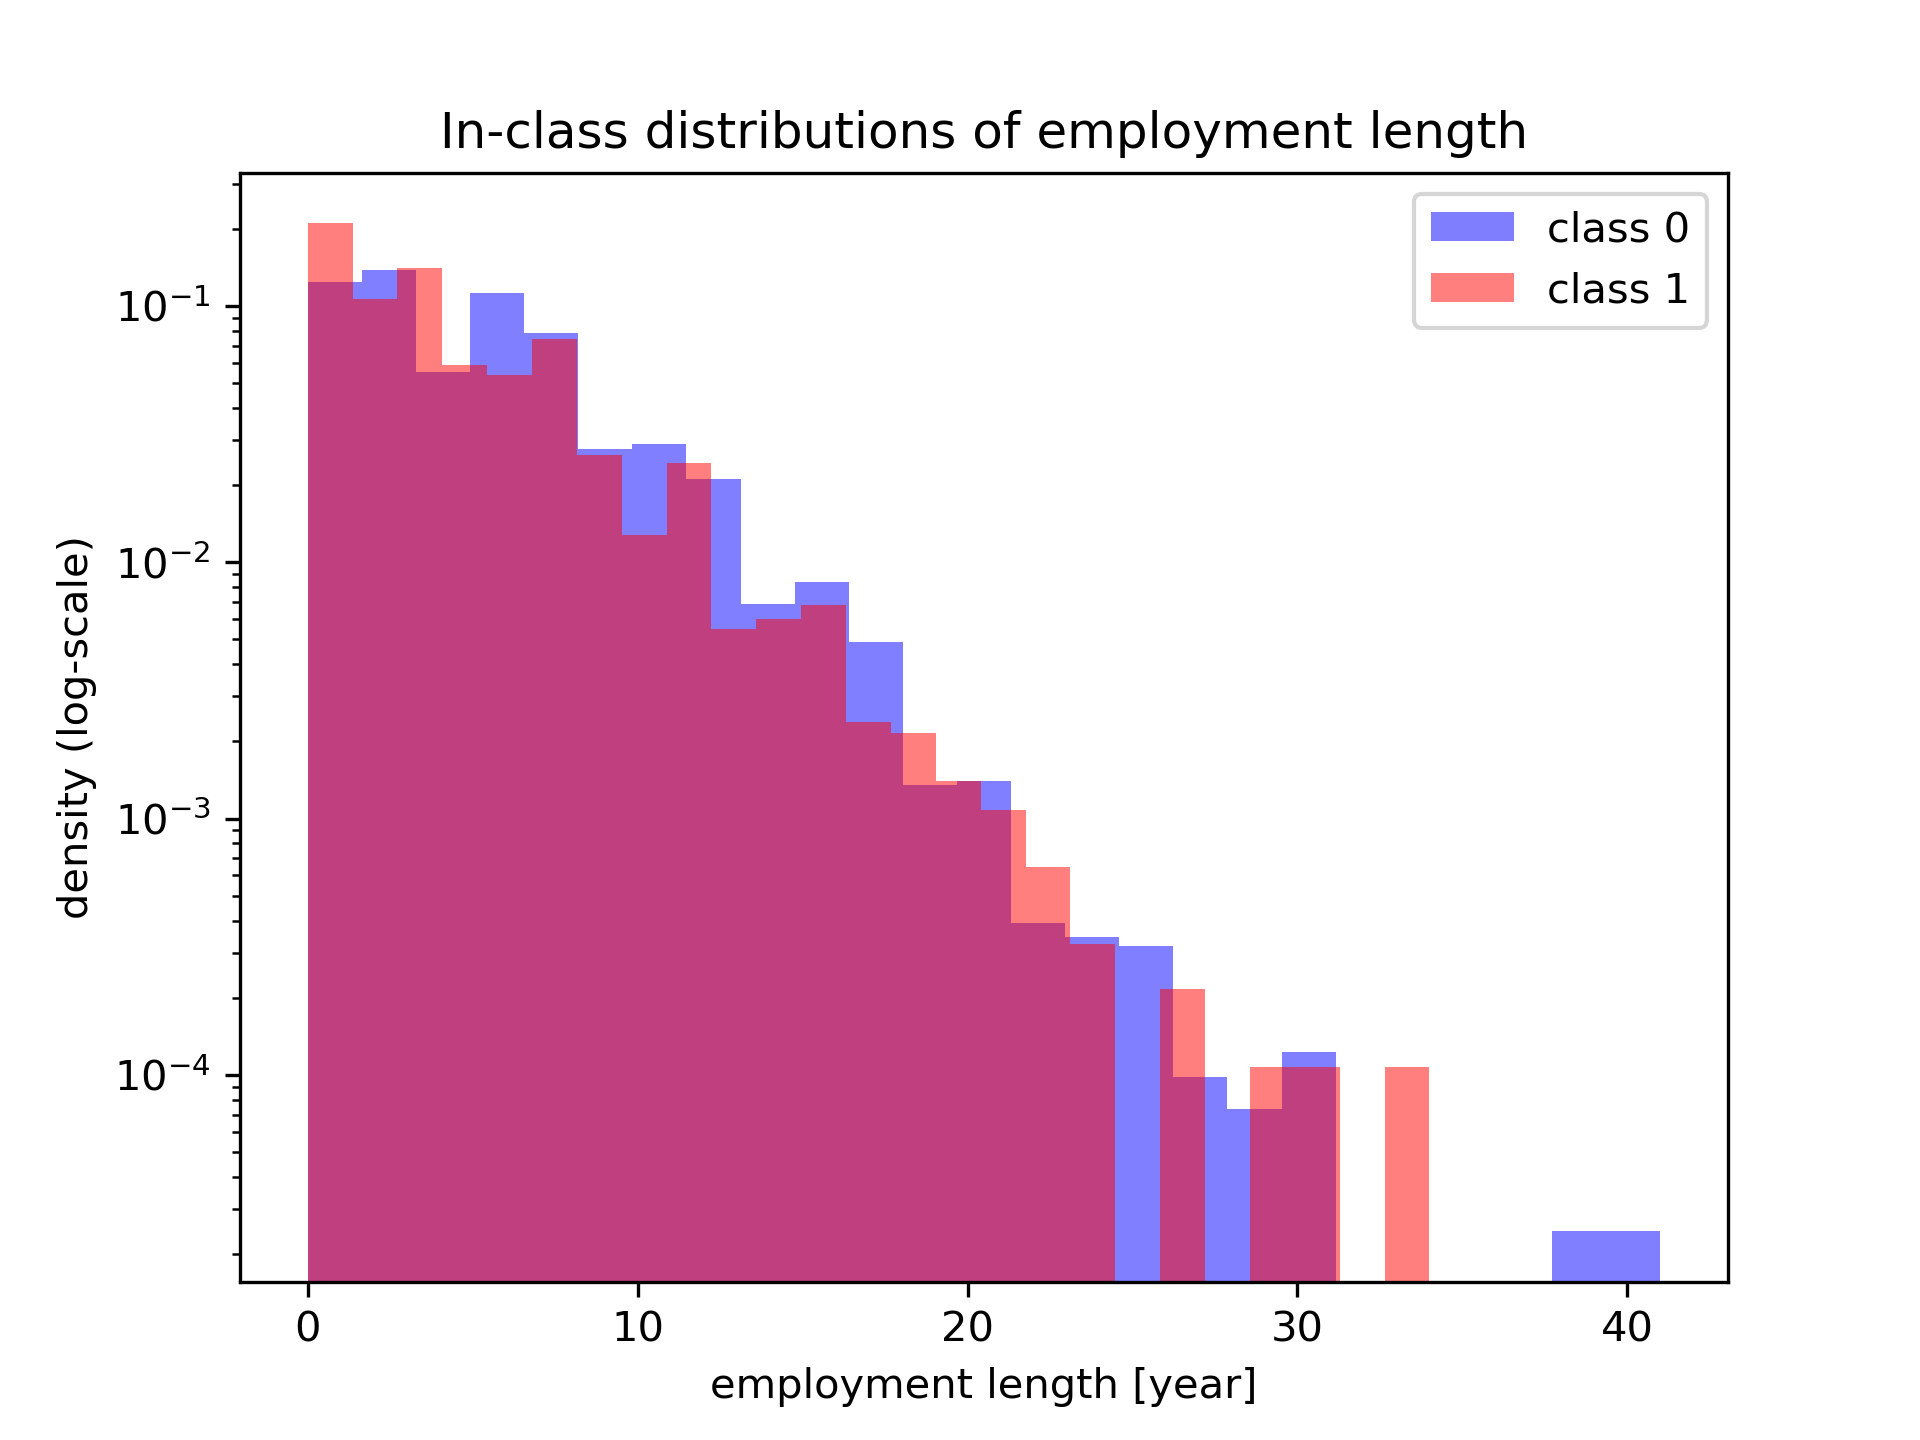 In-class distributions of employment length
class 0
class 1
10⁻¹
10⁻²
10⁻³
10⁻⁴
density (log-scale)
0 10 20 30 40
employment length [year]